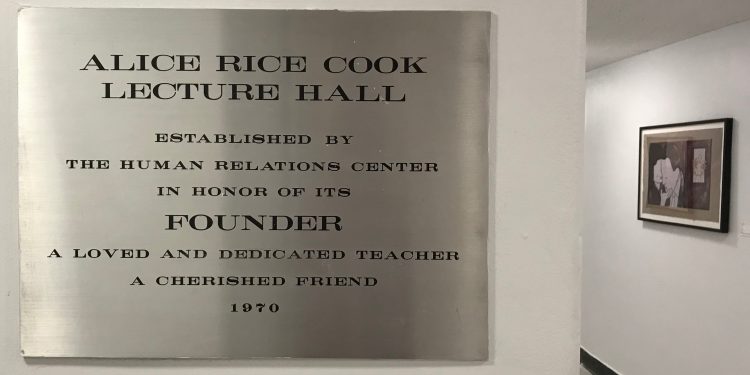 ALICE RICE COOK
LECTURE HALL
ESTABLISHED BY
THE HUMAN RELATIONS CENTER
IN HONOR OF ITS
FOUNDER
A LOVED AND DEDICATED TEACHER
A CHERISHED FRIEND
1970